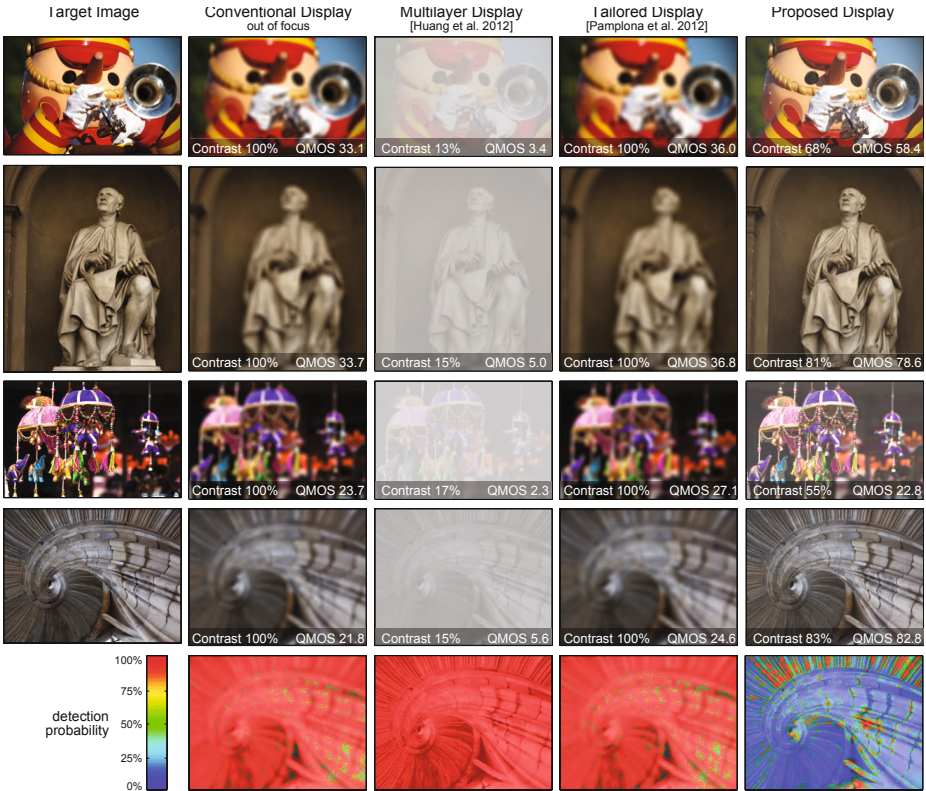 Target Image
Conventional Display
out of focus
Multilayer Display
[Huang et al. 2012]
Tailored Display
[Pamplona et al. 2012]
Proposed Display
Contrast 100% QMOS 33.1
Contrast 13% QMOS 3.4
Contrast 100% QMOS 36.0
Contrast 68% QMOS 58.4
Contrast 100% QMOS 33.7
Contrast 15% QMOS 5.0
Contrast 100% QMOS 36.8
Contrast 81% QMOS 78.6
Contrast 100% QMOS 23.7
Contrast 17% QMOS 2.3
Contrast 100% QMOS 27.1
Contrast 55% QMOS 22.8
Contrast 100% QMOS 21.8
Contrast 15% QMOS 5.6
Contrast 100% QMOS 24.6
Contrast 83% QMOS 82.8
100%
75%
detection
probability
50%
25%
0%